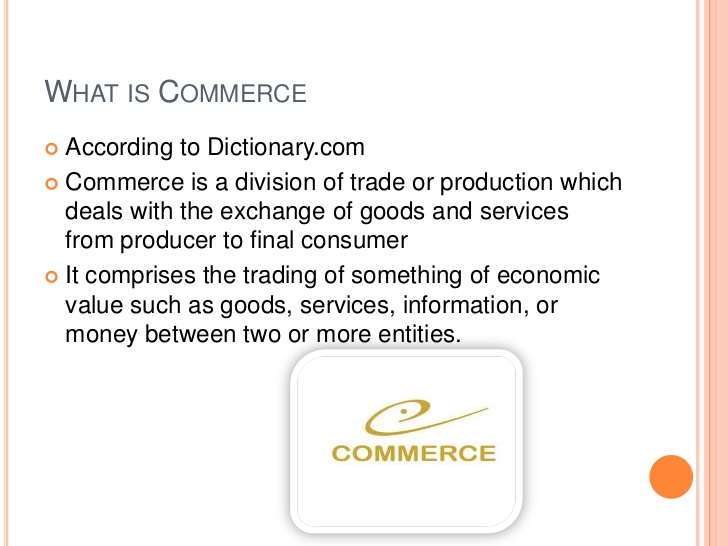 WHAT IS COMMERCE
According to Dictionary.com
Commerce is a division of trade or production which
deals with the exchange of goods and services
from producer to final consumer
It comprises the trading of something of economic
value such as goods, services, information, or
money between two or more entities.
e
COMMERCE